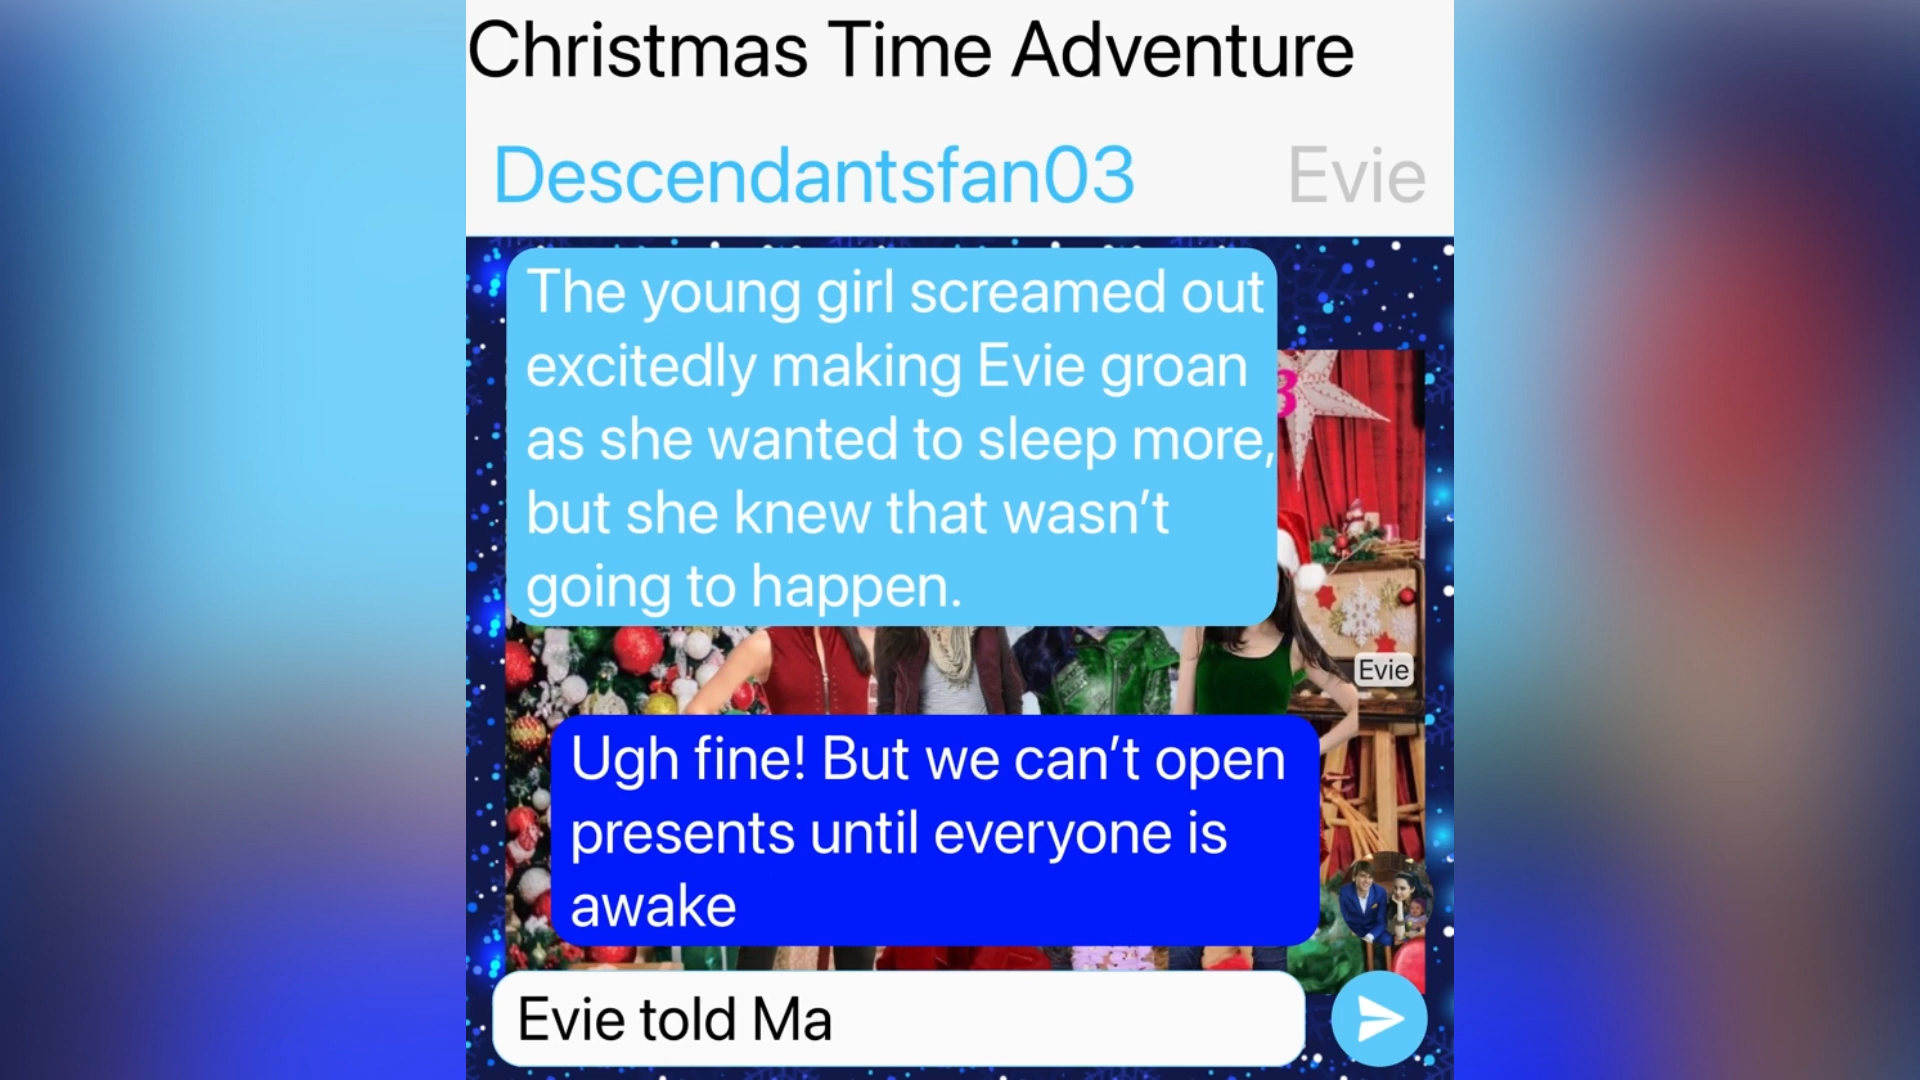 Christmas Time Adventure
Descendantsfan03
Evie
The young girl screamed out
excitedly making Evie groan
as she wanted to sleep more,
but she knew that wasn’t
going to happen.
Evie
Ugh fine! But we can’t open
presents until everyone is
awake
Evie told Ma